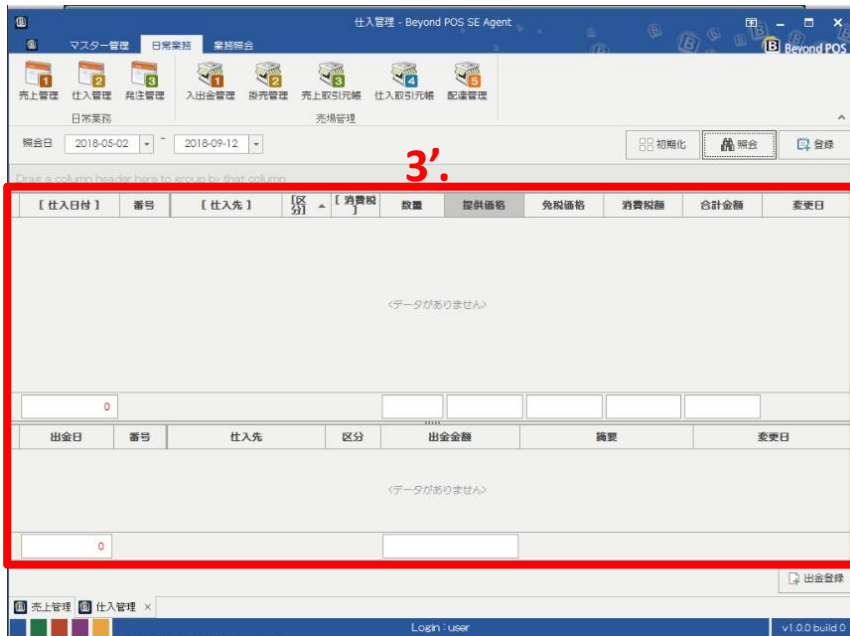 仕入管理 - Beyond POS SE Agent
マスター管理 日常業務 業務照会
Beyond POS
1 2 3 1 2 3 4 5
売上管理 仕入管理 発注管理 入出金管理 掛売管理 売上取引元帳 仕入取引元帳 配達管理
日常業務 売場管理
照会日 2018-05-02 ~ 2018-09-12 初期化 照会 登録
3’.
Drag a column header here to group by that column
[ 仕入日付 ] 番号 [ 仕入先 ] [区分] [ 消費税 ] 数量 提供価格 免税価格 消費税額 合計金額 変更日
<データがありません>
0
出金日 番号 仕入先 区分 出金金額 摘要 変更日
<データがありません>
0
出金登録
売上管理 仕入管理 ×
Login : user v1.0.0 build 0